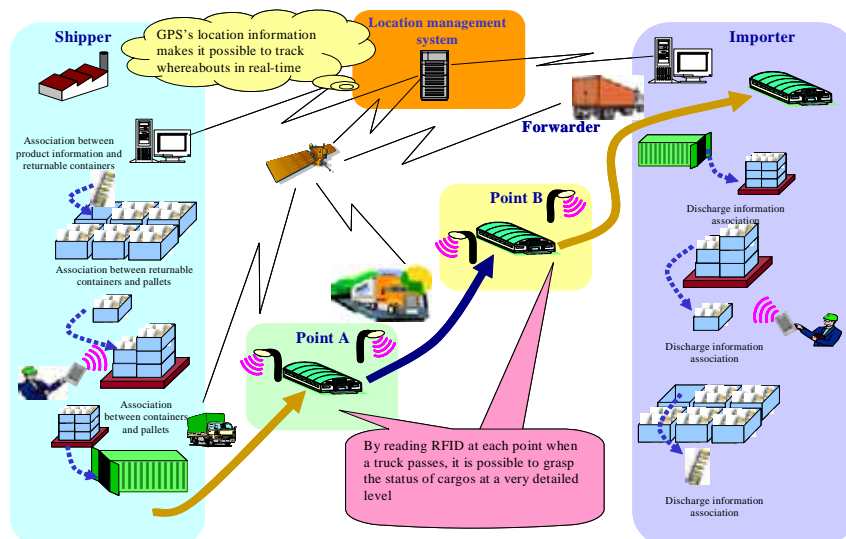 Shipper
GPS's location information
makes it possible to track
whereabouts in real-time
Location management
system
Importer
Forwarder
Association between
product information and
returnable containers
Association between returnable
containers and pallets
Association
between containers
and pallets
Point A
Point B
By reading RFID at each point when
a truck passes, it is possible to grasp
the status of cargos at a very detailed
level
Discharge information
association
Discharge information
association
Discharge information
association